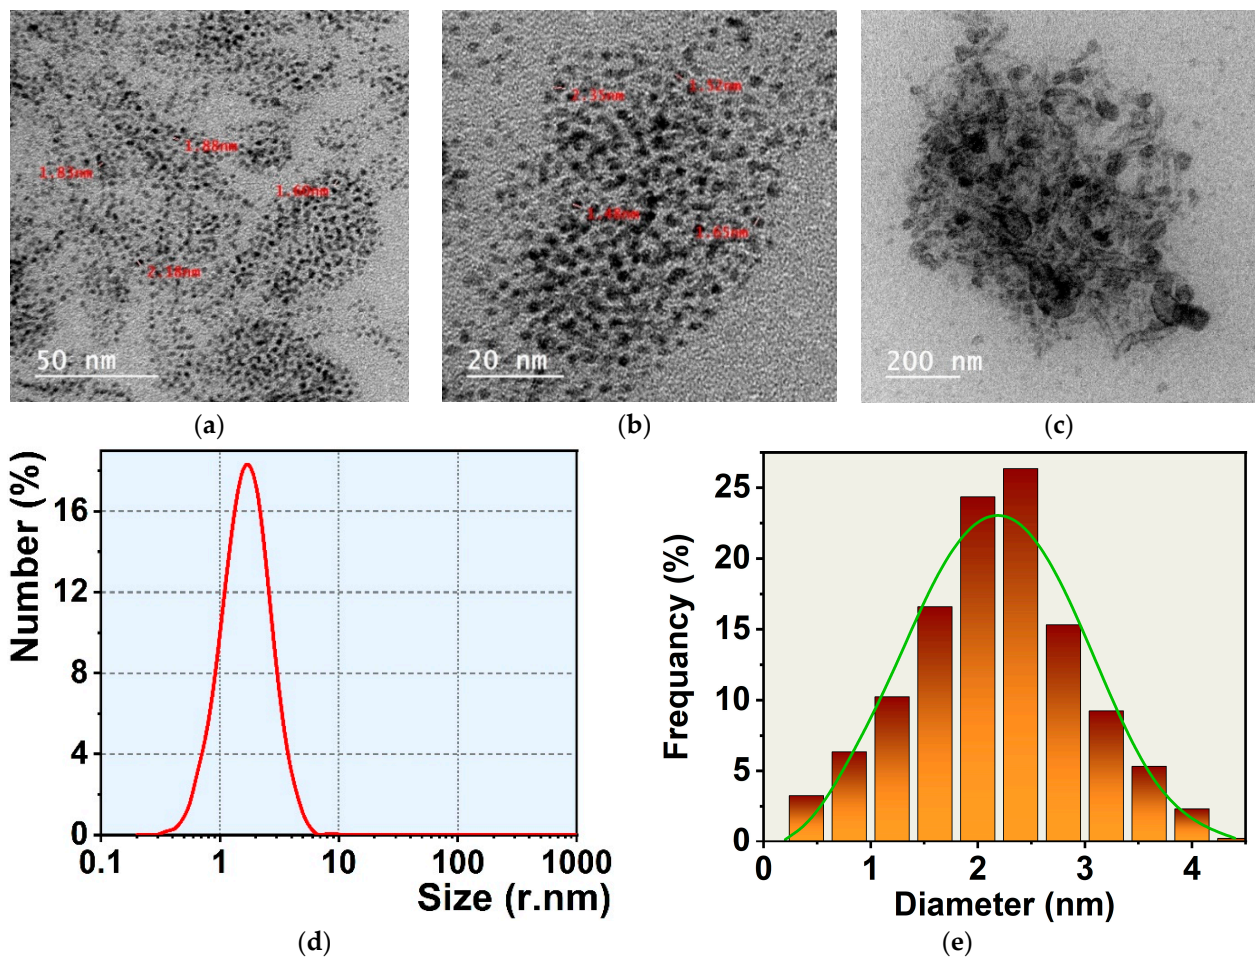 1.88nm
1.83nm
1.60nm
2.18nm
50 nm
2.35nm
1.52nm
1.48nm
1.65nm
20 nm
200 nm
(a)
(b)
(c)
Number (%)
16
12
8
4
0
0.1 1 10 100 1000
Size (r.nm)
(d)
Frequancy (%)
25
20
15
10
5
0
0 1 2 3 4
Diameter (nm)
(e)